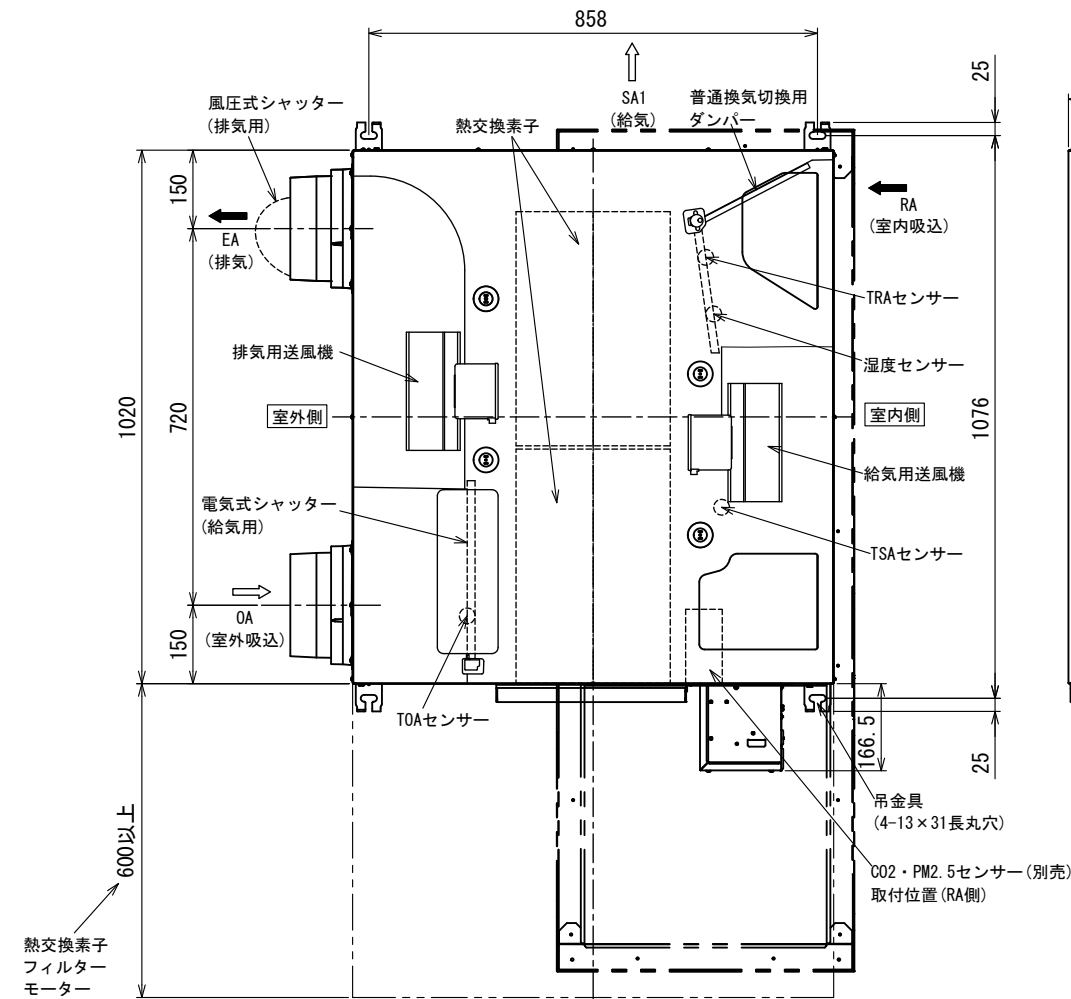 858
25
SA1
(給気)
普通換気切換用
ダンパー
風圧式シャッター
(排気用)
熱交換素子
150
EA
(排気)
RA
(室内吸込)
TRAセンサー
排気用送風機
湿度センサー
1020
720
室外側
室内側
1076
給気用送風機
電気式シャッター
(給気用)
TSAセンサー
OA
(室外吸込)
150
TOAセンサー
166.5
25
吊金具
(4-13×31長丸穴)
600以上
CO2・PM2.5センサー(別売)
取付位置(RA側)
熱交換素子
フィルター
モーター